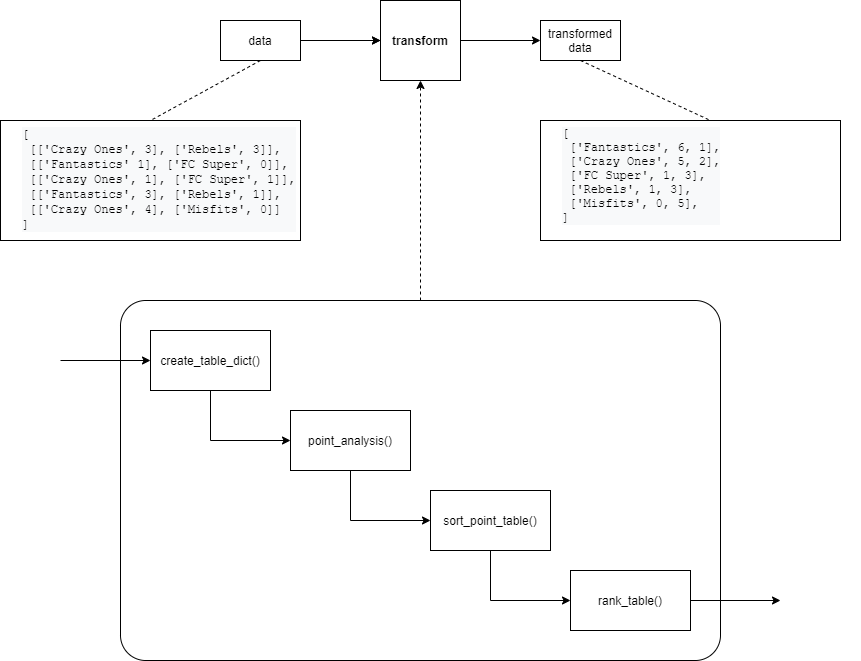 data
transform
transformed
data
[
[['Crazy Ones', 3], ['Rebels', 3]],
[['Fantastics' 1], ['FC Super', 0]],
[['Crazy Ones', 1], ['FC Super', 1]],
[['Fantastics', 3], ['Rebels', 1]],
[['Crazy Ones', 4], ['Misfits', 0]]
]
[
['Fantastics', 6, 1],
['Crazy Ones', 5, 2],
['FC Super', 1, 3],
['Rebels', 1, 3],
['Misfits', 0, 5],
]
create_table_dict()
point_analysis()
sort_point_table()
rank_table()